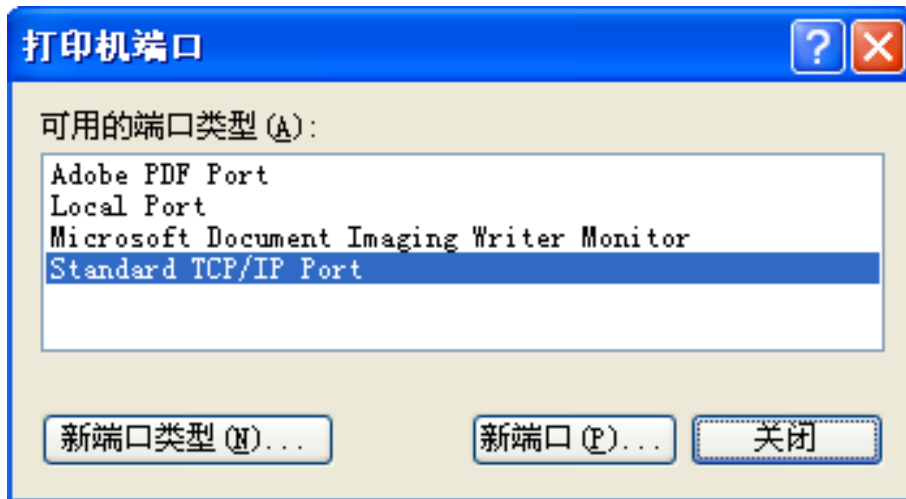 打印机端口
可用的端口类型(A):
Adobe PDF Port
Local Port
Microsoft Document Imaging Writer Monitor
Standard TCP/IP Port
新端口类型(N)... 新端口(P)... 关闭